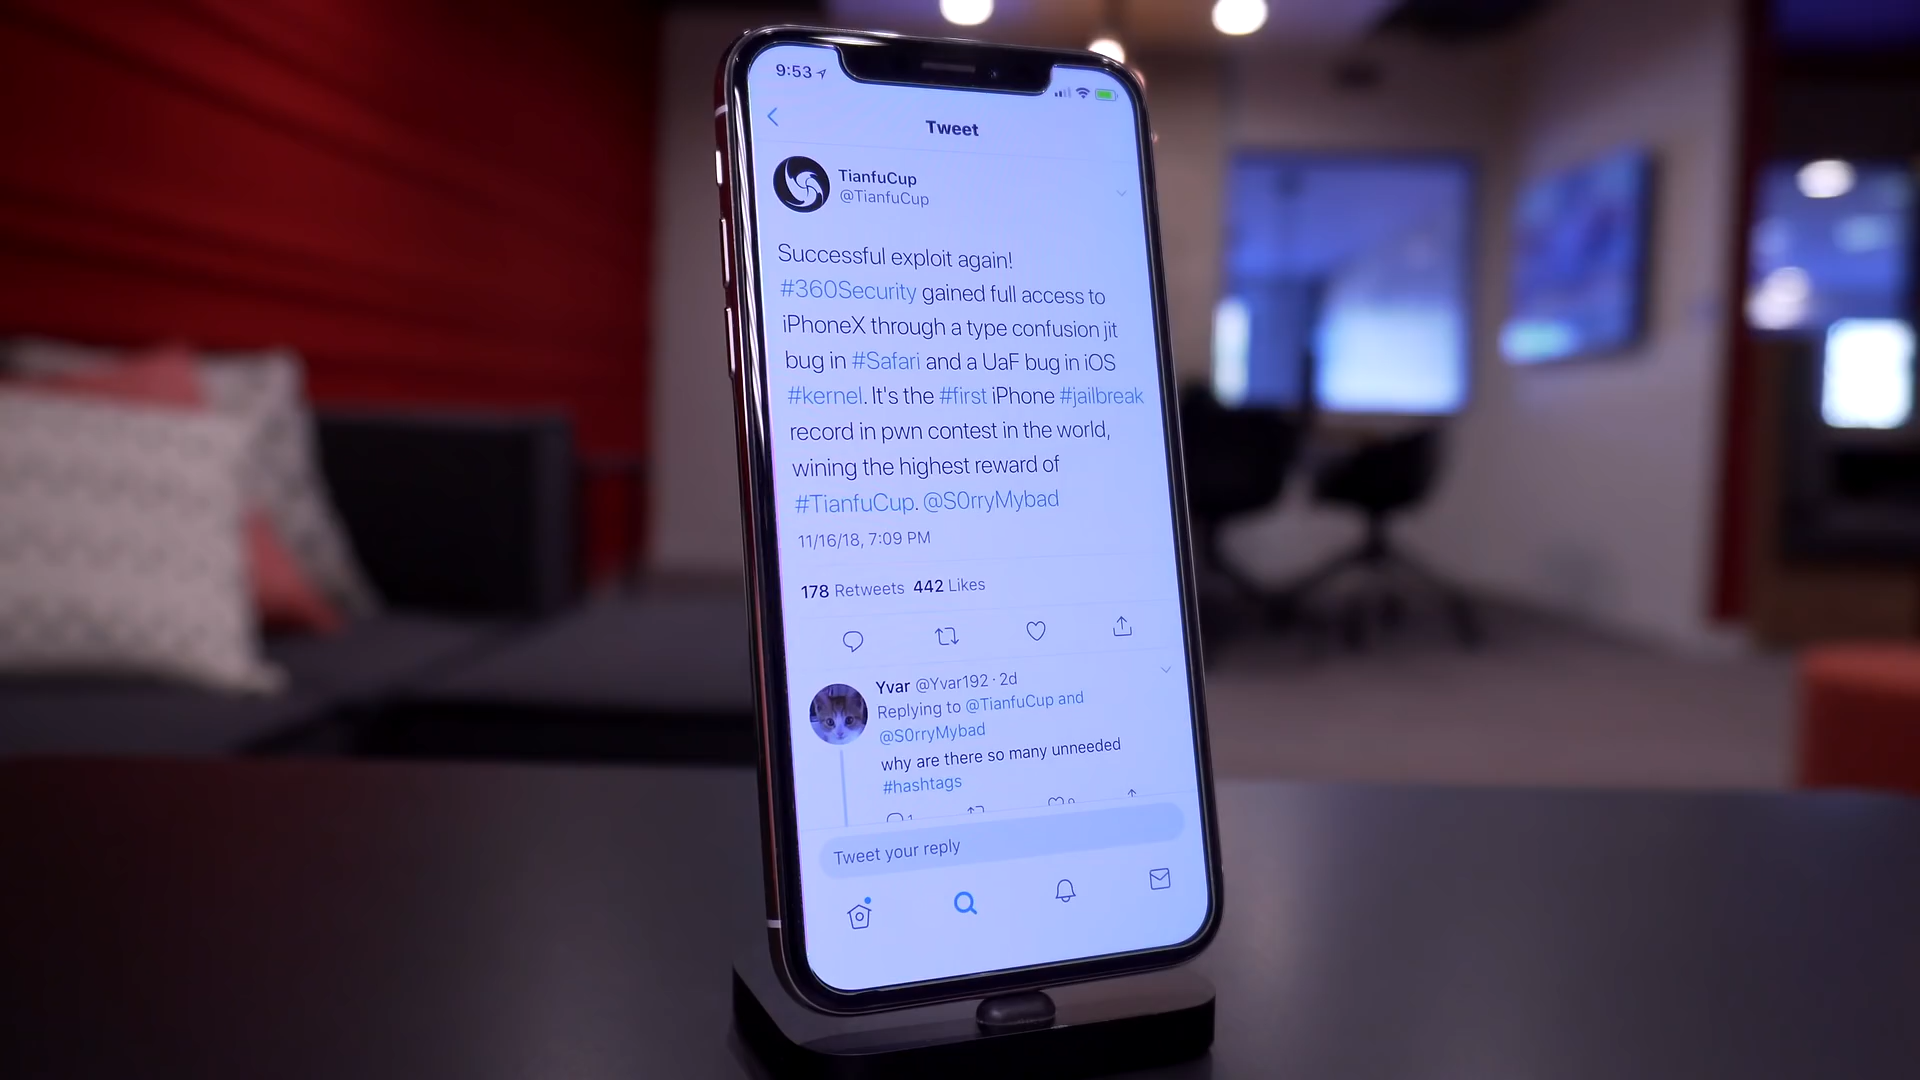 9:53
Tweet
TianfuCup
@TianfuCup
Successful exploit again!
#360Security gained full access to
iPhoneX through a type confusion jit
bug in #Safari and a UaF bug in iOS
#kernel. It's the #first iPhone #jailbreak
record in pwn contest in the world,
wining the highest reward of
#TianfuCup. @S0rryMybad
11/16/18, 7:09 PM
178 Retweets 442 Likes
Yvar @Yvar192 · 2d
Replying to @TianfuCup and
@S0rryMybad
why are there so many unneeded
#hashtags
Tweet your reply